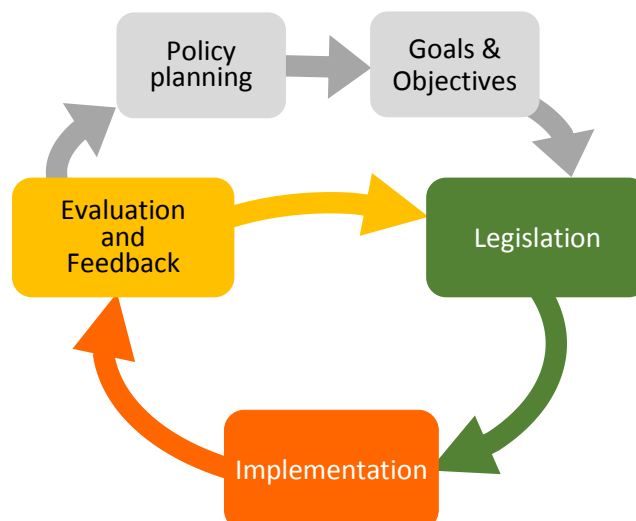 Policy
planning
Goals &
Objectives
Evaluation
and
Feedback
Legislation
Implementation